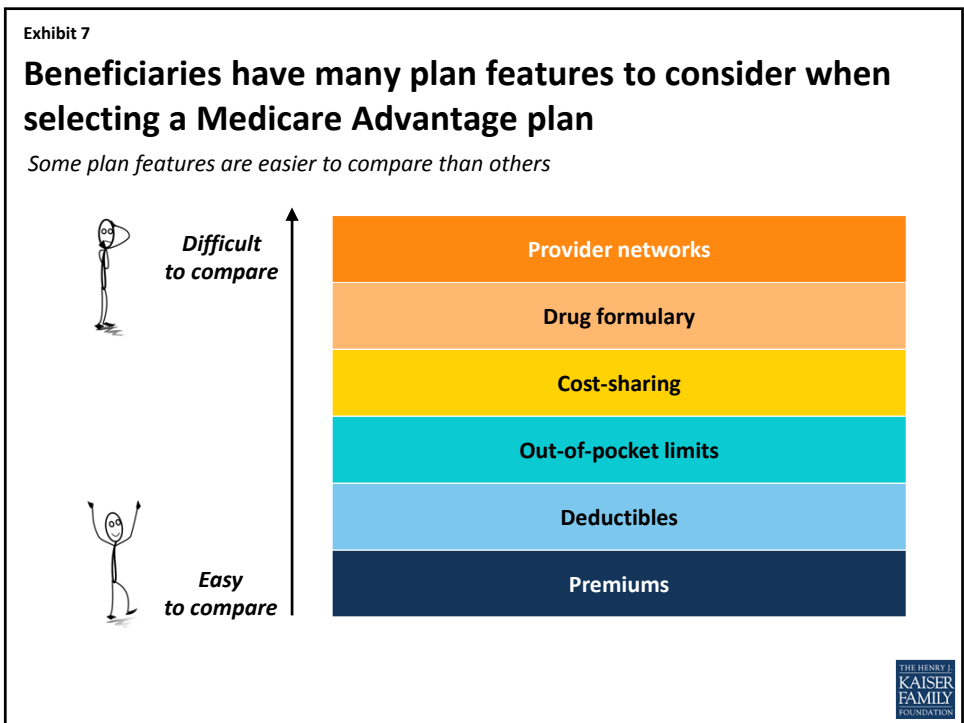 Exhibit 7
Beneficiaries have many plan features to consider when
selecting a Medicare Advantage plan
Some plan features are easier to compare than others
Difficult
to compare
Provider networks
Drug formulary
Cost-sharing
Out-of-pocket limits
Deductibles
Premiums
Easy
to compare
THE HENRY J.
KAISER
FAMILY
FOUNDATION